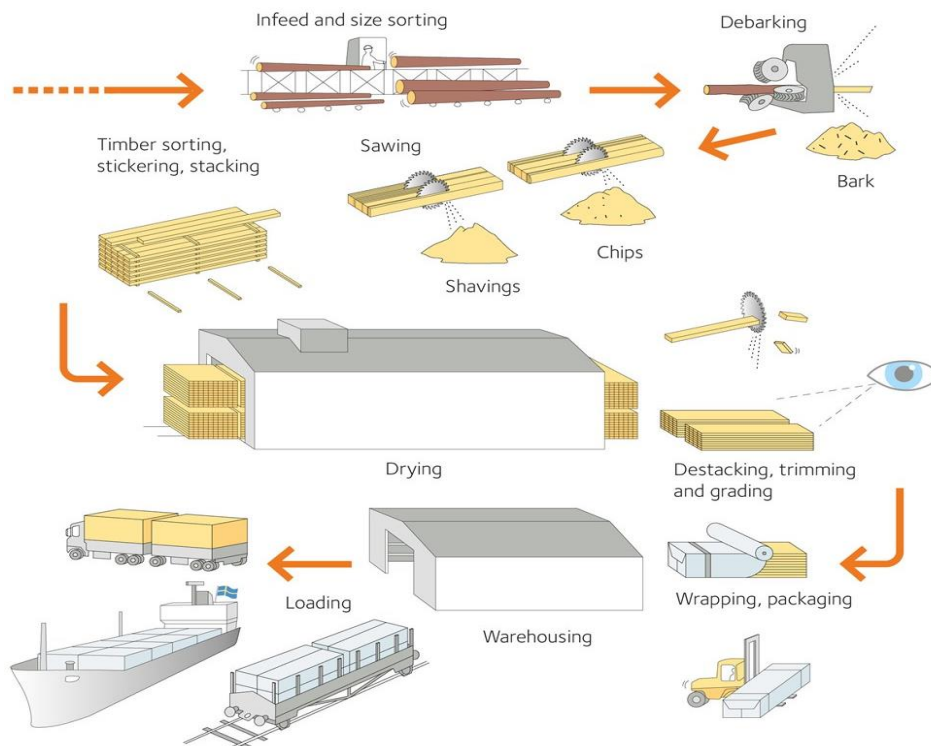 Infeed and size sorting
Debarking
Timber sorting,
stickering, stacking
Sawing
Bark
Chips
Shavings
Drying
Destacking, trimming
and grading
Wrapping, packaging
Loading
Warehousing